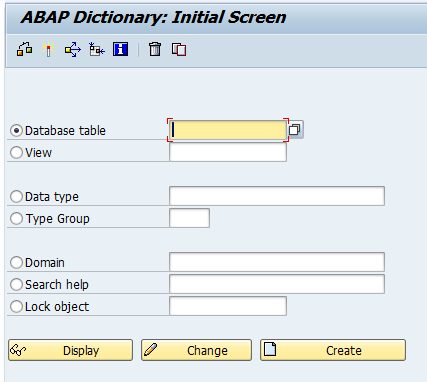 ABAP Dictionary: Initial Screen
Database table
View
Data type
Type Group
Domain
Search help
Lock object
Display Change Create